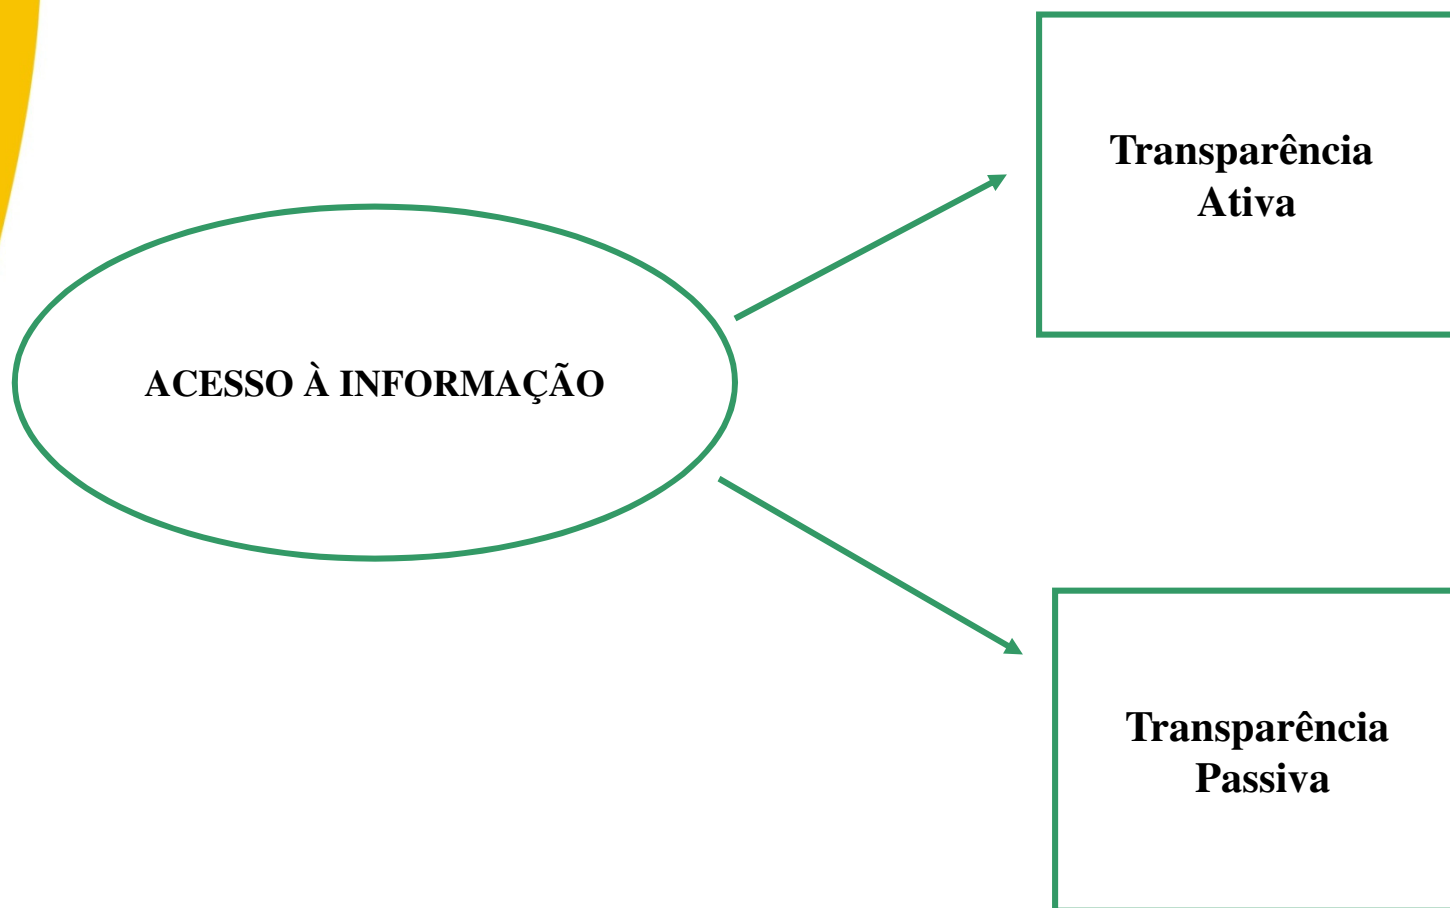 Transparência
Ativa
ACESSO À INFORMAÇÃO
Transparência
Passiva